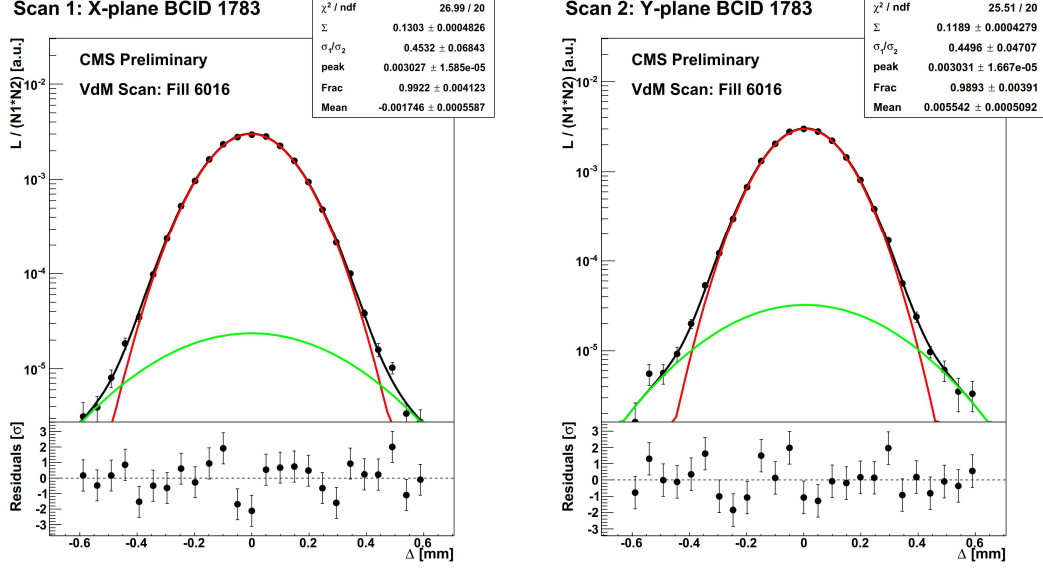 Scan 1: X-plane BCID 1783
χ² / ndf 26.99 / 20
Σ 0.1303 ± 0.0004826
σ₁/σ₂ 0.4532 ± 0.06843
peak 0.003027 ± 1.585e-05
Frac 0.9922 ± 0.004123
Mean -0.001746 ± 0.0005587
CMS Preliminary
VdM Scan: Fill 6016
L / (N1*N2) [a.u.]
10⁻²
10⁻³
10⁻⁴
10⁻⁵
Residuals [σ]
3
2
1
0
-1
-2
-3
-0.6 -0.4 -0.2 0 0.2 0.4 0.6
Δ [mm]
Scan 2: Y-plane BCID 1783
χ² / ndf 25.51 / 20
Σ 0.1189 ± 0.0004279
σ₁/σ₂ 0.4496 ± 0.04707
peak 0.003031 ± 1.667e-05
Frac 0.9893 ± 0.00391
Mean 0.005542 ± 0.0005092
CMS Preliminary
VdM Scan: Fill 6016
L / (N1*N2) [a.u.]
10⁻²
10⁻³
10⁻⁴
10⁻⁵
Residuals [σ]
3
2
1
0
-1
-2
-3
-0.6 -0.4 -0.2 0 0.2 0.4 0.6
Δ [mm]